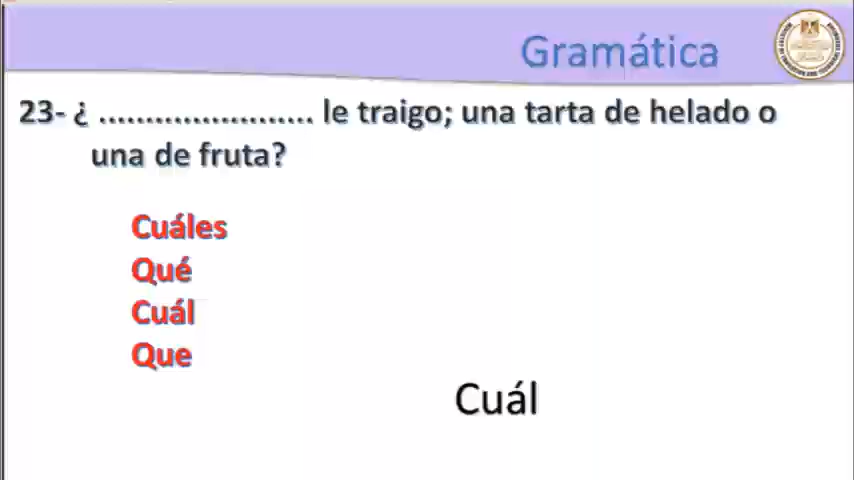 Gramática
23- ¿ ....................... le traigo; una tarta de helado o
una de fruta?
Cuáles
Qué
Cuál
Que
Cuál